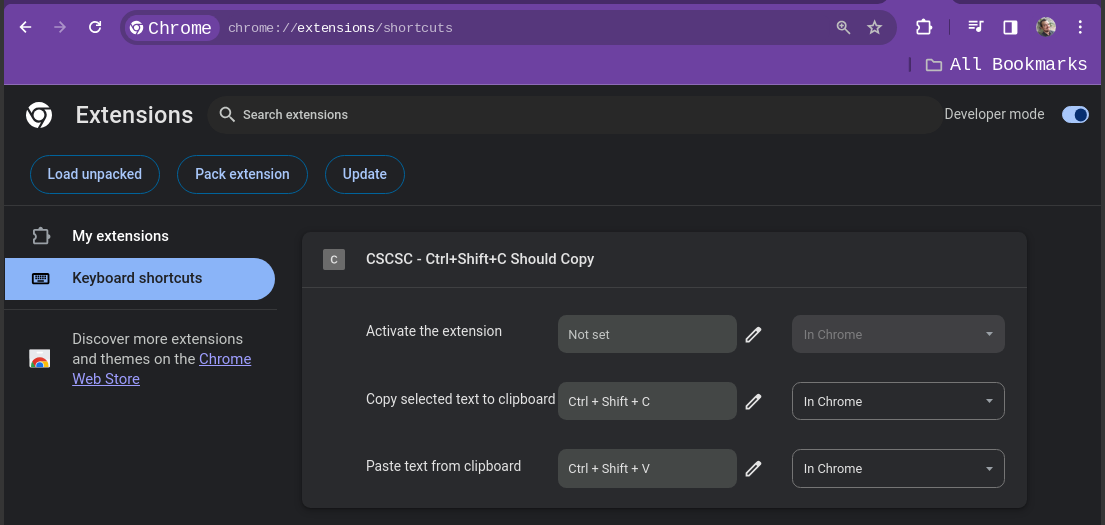 Chrome chrome://extensions/shortcuts
All Bookmarks
Extensions Search extensions Developer mode
Load unpacked Pack extension Update
My extensions
Keyboard shortcuts
Discover more extensions
and themes on the Chrome
Web Store
C CSCSC - Ctrl+Shift+C Should Copy
Activate the extension Not set In Chrome
Copy selected text to clipboard Ctrl + Shift + C In Chrome
Paste text from clipboard Ctrl + Shift + V In Chrome